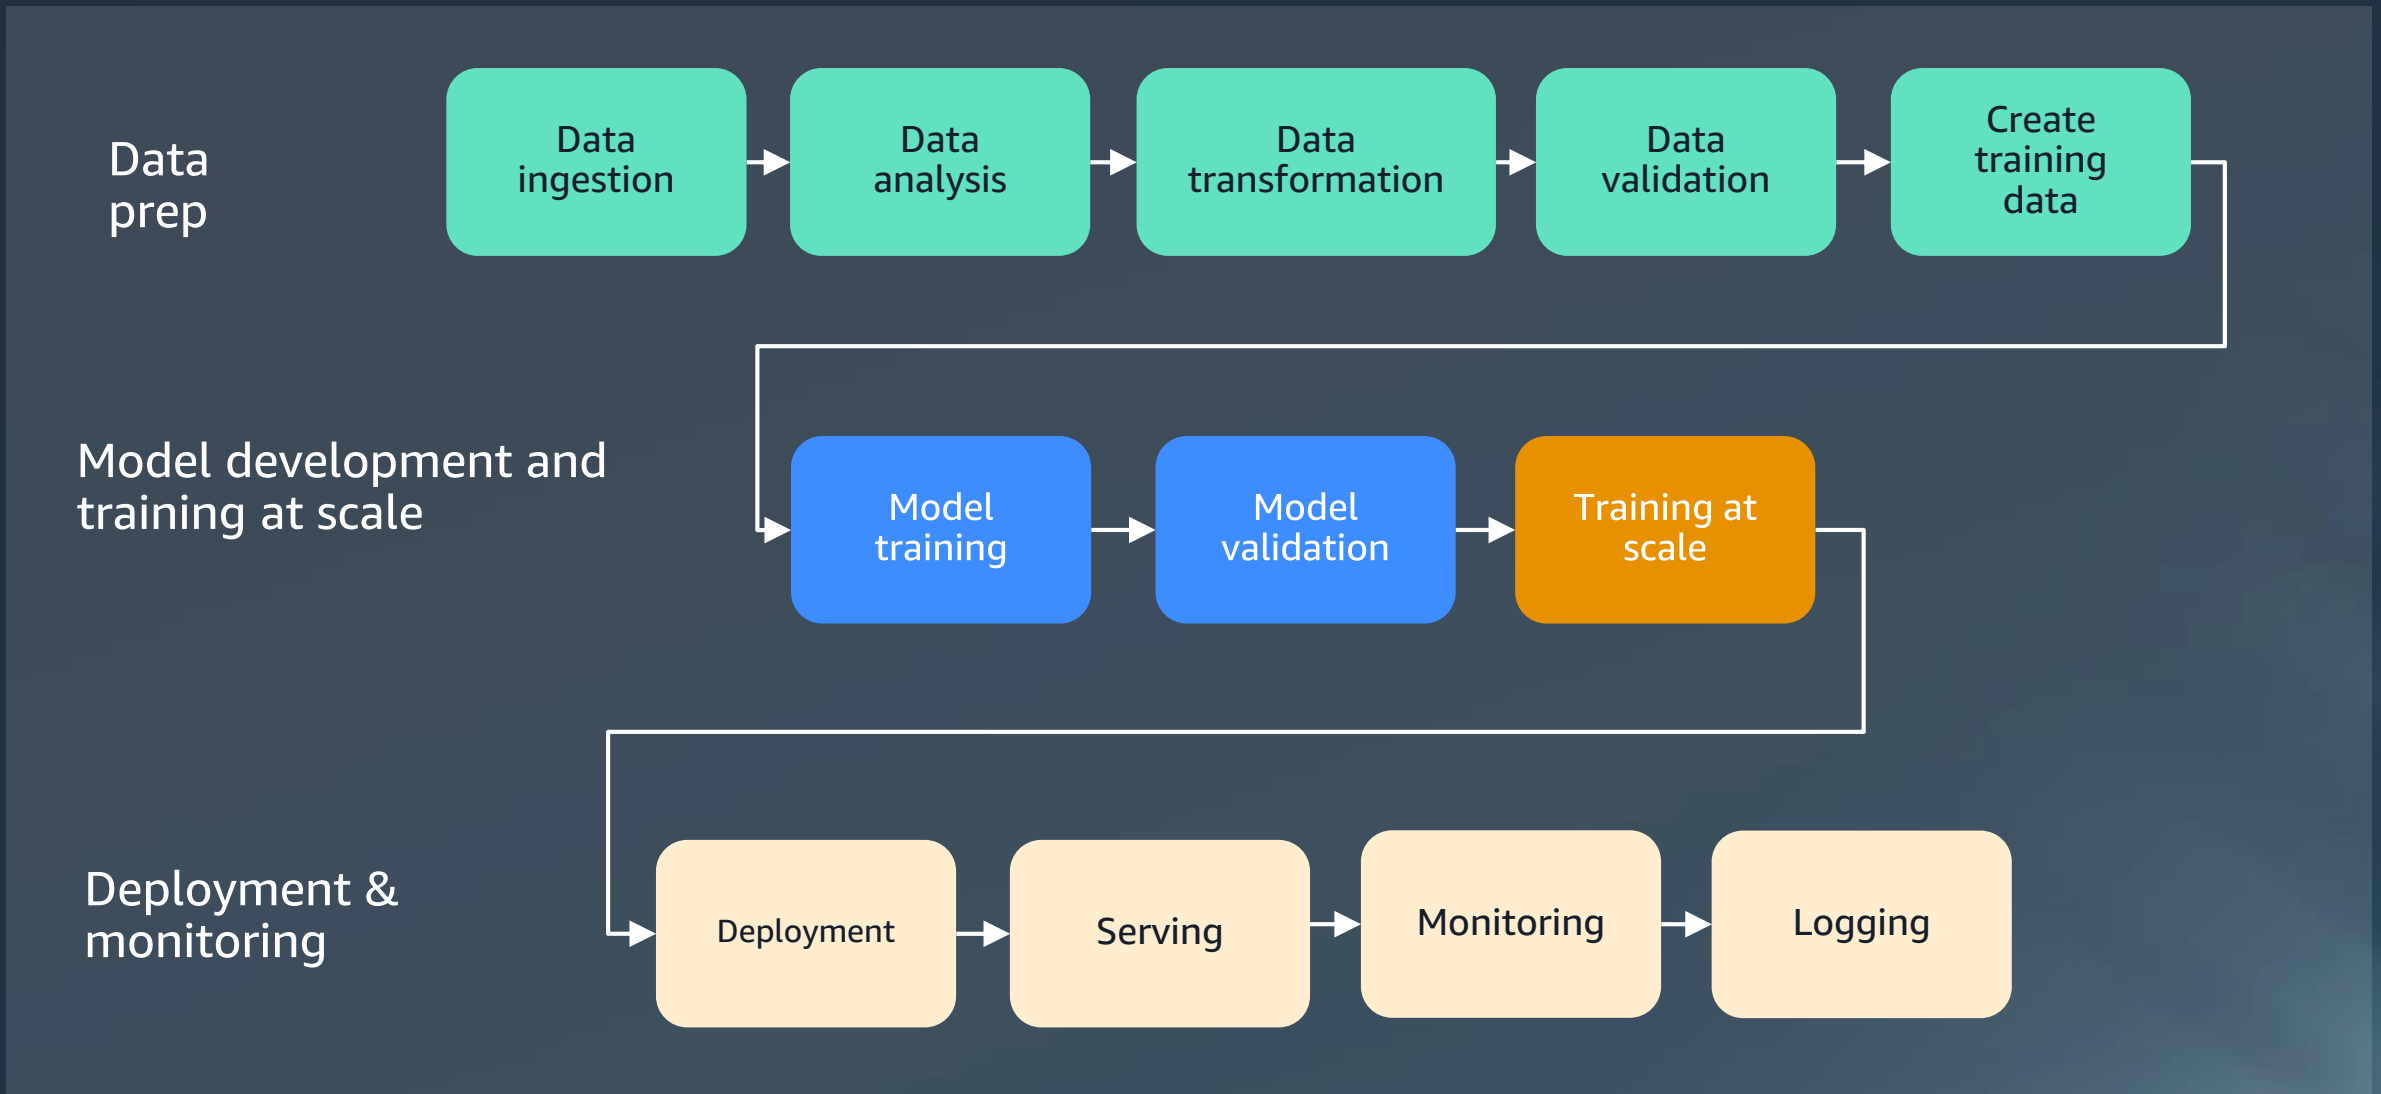 Data
prep
Data
ingestion
Data
analysis
Data
transformation
Data
validation
Create
training
data
Model development and
training at scale
Model
training
Model
validation
Training at
scale
Deployment &
monitoring
Deployment
Serving
Monitoring
Logging